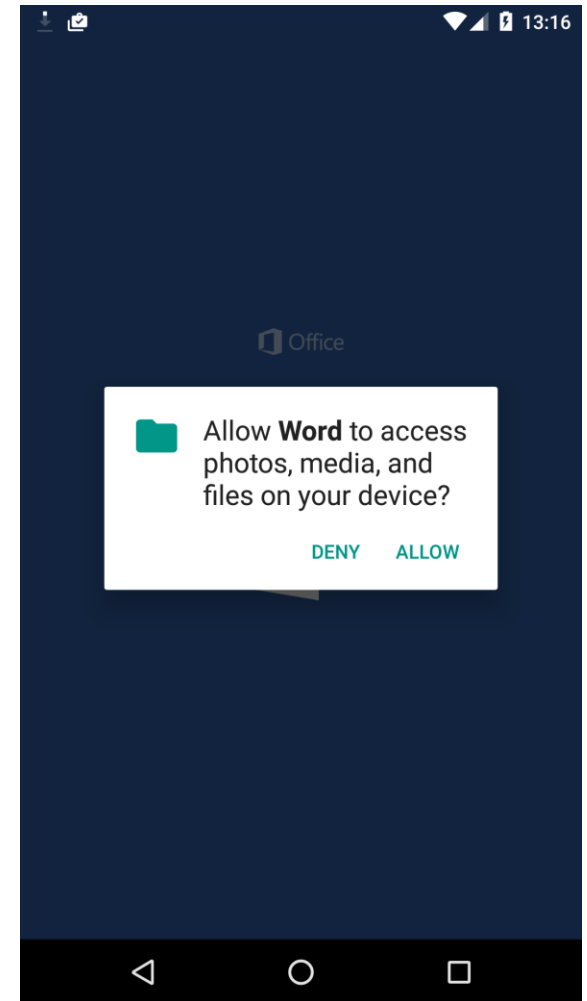 13:16
Office
Allow Word to access
photos, media, and
files on your device?
DENY ALLOW